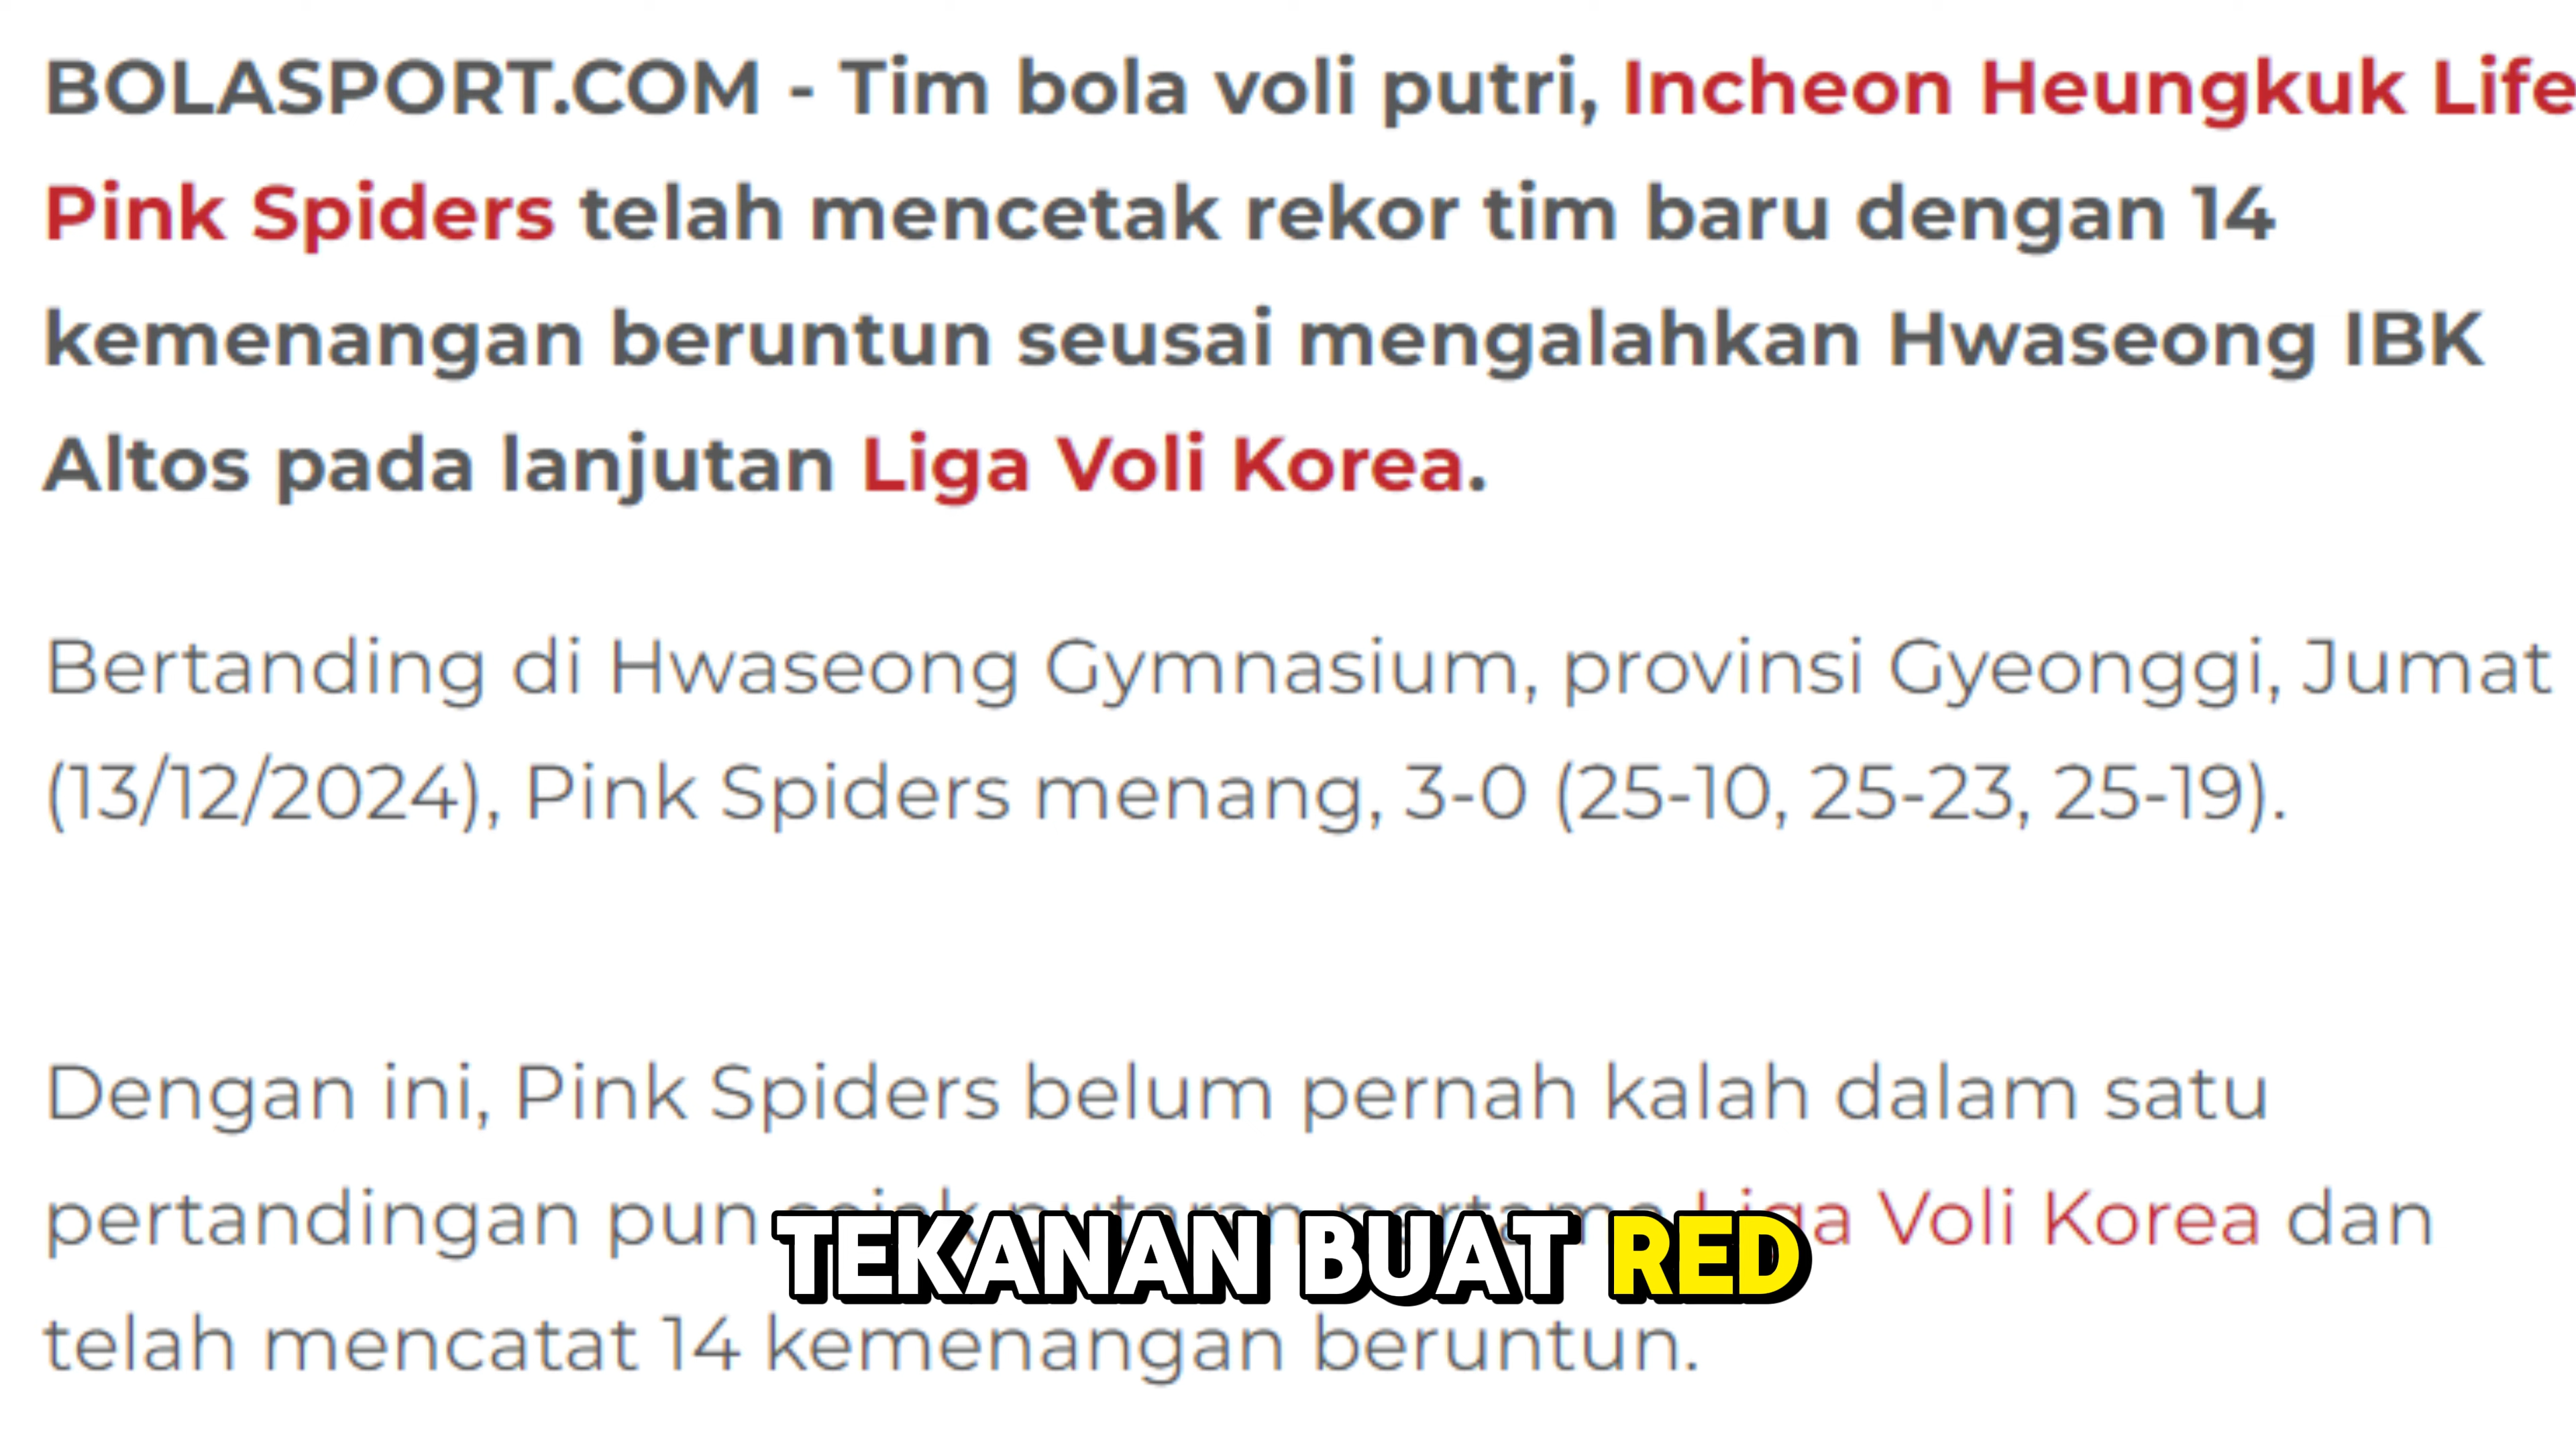 BOLASPORT.COM - Tim bola voli putri, Incheon Heungkuk Life
Pink Spiders telah mencetak rekor tim baru dengan 14
kemenangan beruntun seusai mengalahkan Hwaseong IBK
Altos pada lanjutan Liga Voli Korea.
Bertanding di Hwaseong Gymnasium, provinsi Gyeonggi, Jumat
(13/12/2024), Pink Spiders menang, 3-0 (25-10, 25-23, 25-19).
Dengan ini, Pink Spiders belum pernah kalah dalam satu
pertandingan pun sejak putaran pertama Liga Voli Korea dan
TEKANAN BUAT RED
telah mencatat 14 kemenangan beruntun.